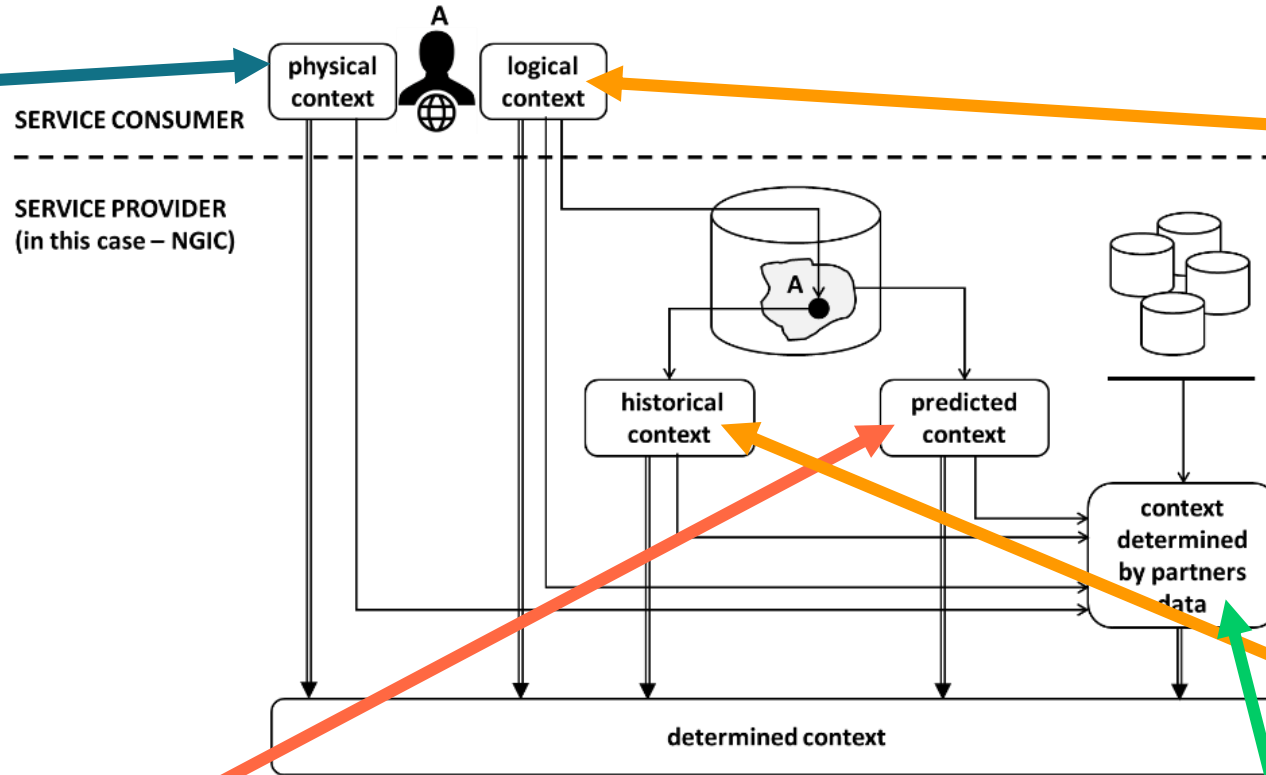 A
physical
context
logical
context
SERVICE CONSUMER
SERVICE PROVIDER
(in this case – NGIC)
A
historical
context
predicted
context
context
determined
by partners
data
determined context